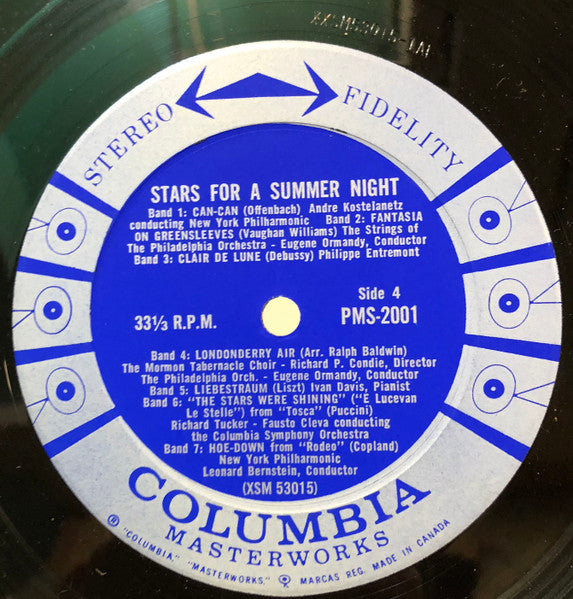 XXSM53015-1A
STEREO FIDELITY
STARS FOR A SUMMER NIGHT
Band 1: CAN-CAN (Offenbach) Andre Kostelanetz
conducting New York Philharmonic Band 2: FANTASIA
ON GREENSLEEVES (Vaughan Williams) The Strings of
The Philadelphia Orchestra - Eugene Ormandy, Conductor
Band 3: CLAIR DE LUNE (Debussy) Philippe Entremont
33⅓ R.P.M.
Side 4
PMS-2001
Band 4: LONDONDERRY AIR (Arr. Ralph Baldwin)
The Mormon Tabernacle Choir - Richard P. Condie, Director
The Philadelphia Orch. - Eugene Ormandy, Conductor
Band 5: LIEBESTRAUM (Liszt) Ivan Davis, Pianist
Band 6: "THE STARS WERE SHINING" ("E Lucevan
Le Stelle") from "Tosca" (Puccini)
Richard Tucker - Fausto Cleva conducting
the Columbia Symphony Orchestra
Band 7: HOE-DOWN from "Rodeo" (Copland)
New York Philharmonic
Leonard Bernstein, Conductor
(XSM 53015)
COLUMBIA
MASTERWORKS
® "COLUMBIA," "MASTERWORKS," MARCAS REG. MADE IN CANADA